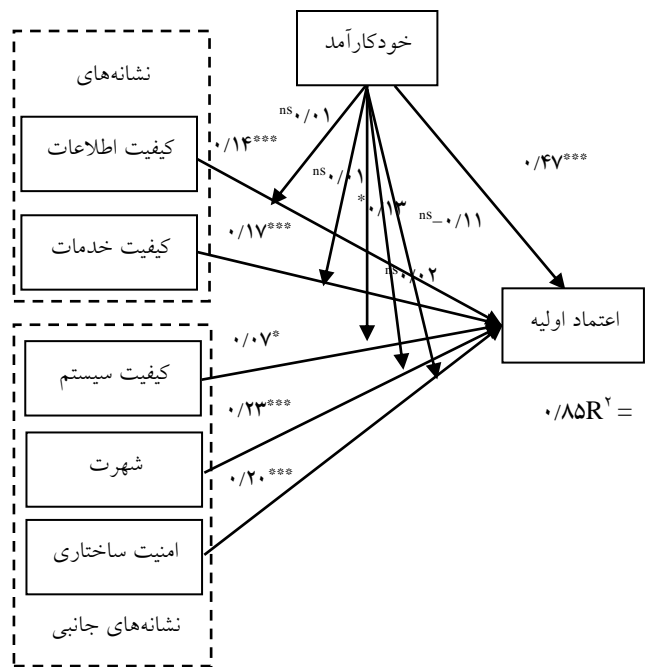 خودکارآمد
نشانه‌های
کیفیت اطلاعات
کیفیت خدمات
کیفیت سیستم
شهرت
امنیت ساختاری
نشانه‌های جانبی
اعتماد اولیه
۰/۱۴***
۰/۱۷***
۰/۰۷*
۰/۲۳***
۰/۲۰***
ns۰/۰۱
ns۰/۰۱
*۰/۱۳
ns–۰/۱۱
ns۰/۰۲
۰/۴۷***
۰/۸۵R۲ =